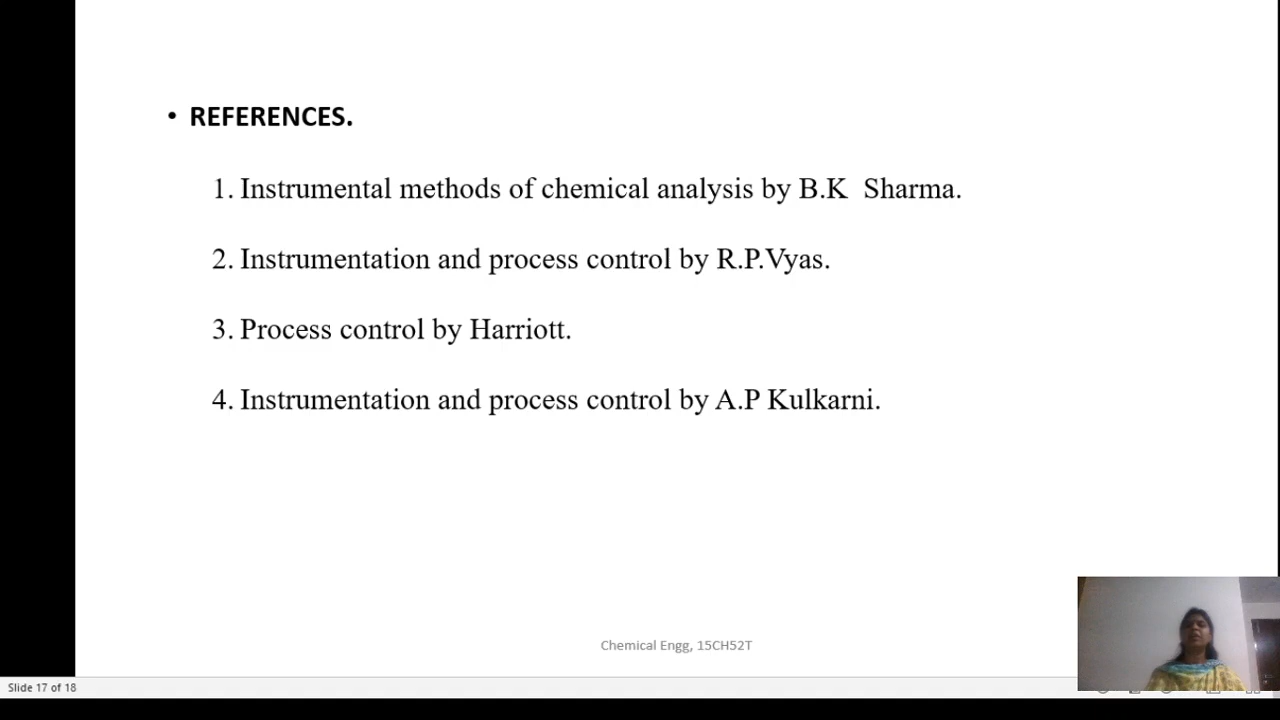 • REFERENCES.
1. Instrumental methods of chemical analysis by B.K  Sharma.
2. Instrumentation and process control by R.P.Vyas.
3. Process control by Harriott.
4. Instrumentation and process control by A.P Kulkarni.
Chemical Engg, 15CH52T
Slide 17 of 18